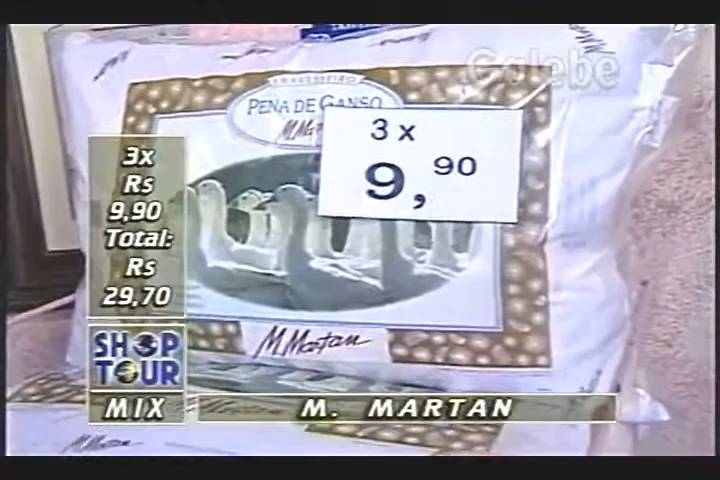 Galebe
TRAVESSEIRO
PENA DE GANSO
3 x
9,90
3x
Rs
9,90
Total:
Rs
29,70
M.Martan
SHOP
TOUR
MIX
M. MARTAN